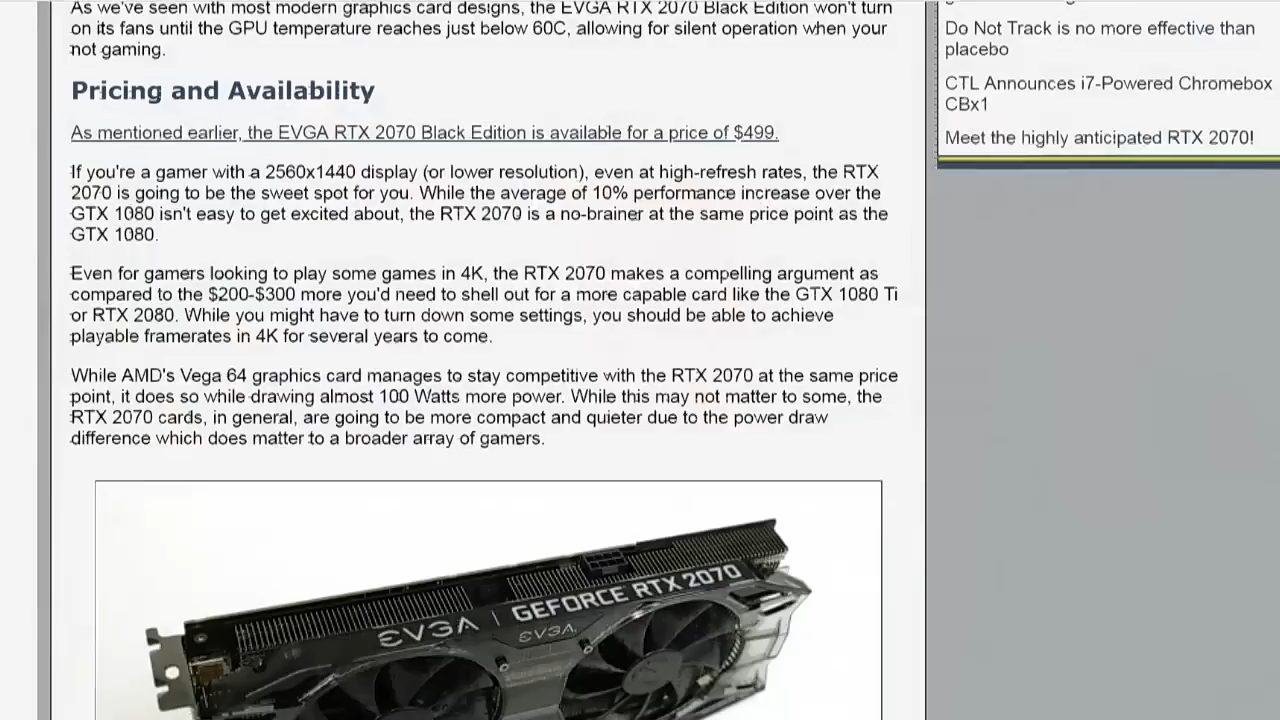 As we've seen with most modern graphics card designs, the EVGA RTX 2070 Black Edition won't turn
on its fans until the GPU temperature reaches just below 60C, allowing for silent operation when your
not gaming.
Pricing and Availability
As mentioned earlier, the EVGA RTX 2070 Black Edition is available for a price of $499.
If you're a gamer with a 2560x1440 display (or lower resolution), even at high-refresh rates, the RTX
2070 is going to be the sweet spot for you. While the average of 10% performance increase over the
GTX 1080 isn't easy to get excited about, the RTX 2070 is a no-brainer at the same price point as the
GTX 1080.
Even for gamers looking to play some games in 4K, the RTX 2070 makes a compelling argument as
compared to the $200-$300 more you'd need to shell out for a more capable card like the GTX 1080 Ti
or RTX 2080. While you might have to turn down some settings, you should be able to achieve
playable framerates in 4K for several years to come.
While AMD's Vega 64 graphics card manages to stay competitive with the RTX 2070 at the same price
point, it does so while drawing almost 100 Watts more power. While this may not matter to some, the
RTX 2070 cards, in general, are going to be more compact and quieter due to the power draw
difference which does matter to a broader array of gamers.
EVGA | GEFORCE RTX 2070
EVGA
Do Not Track is no more effective than
placebo
CTL Announces i7-Powered Chromebox
CBx1
Meet the highly anticipated RTX 2070!